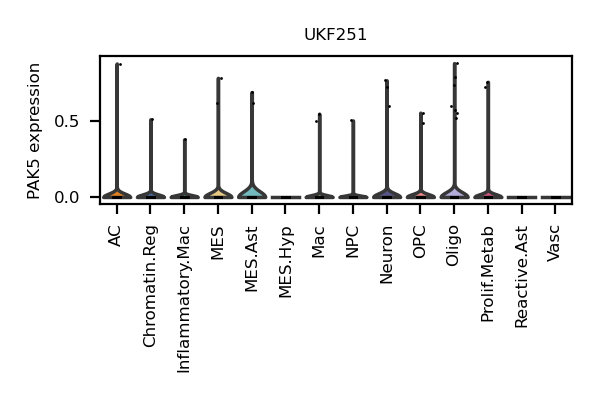 UKF251
PAK5 expression
0.5
0.0
AC
Chromatin.Reg
Inflammatory.Mac
MES
MES.Ast
MES.Hyp
Mac
NPC
Neuron
OPC
Oligo
Prolif.Metab
Reactive.Ast
Vasc